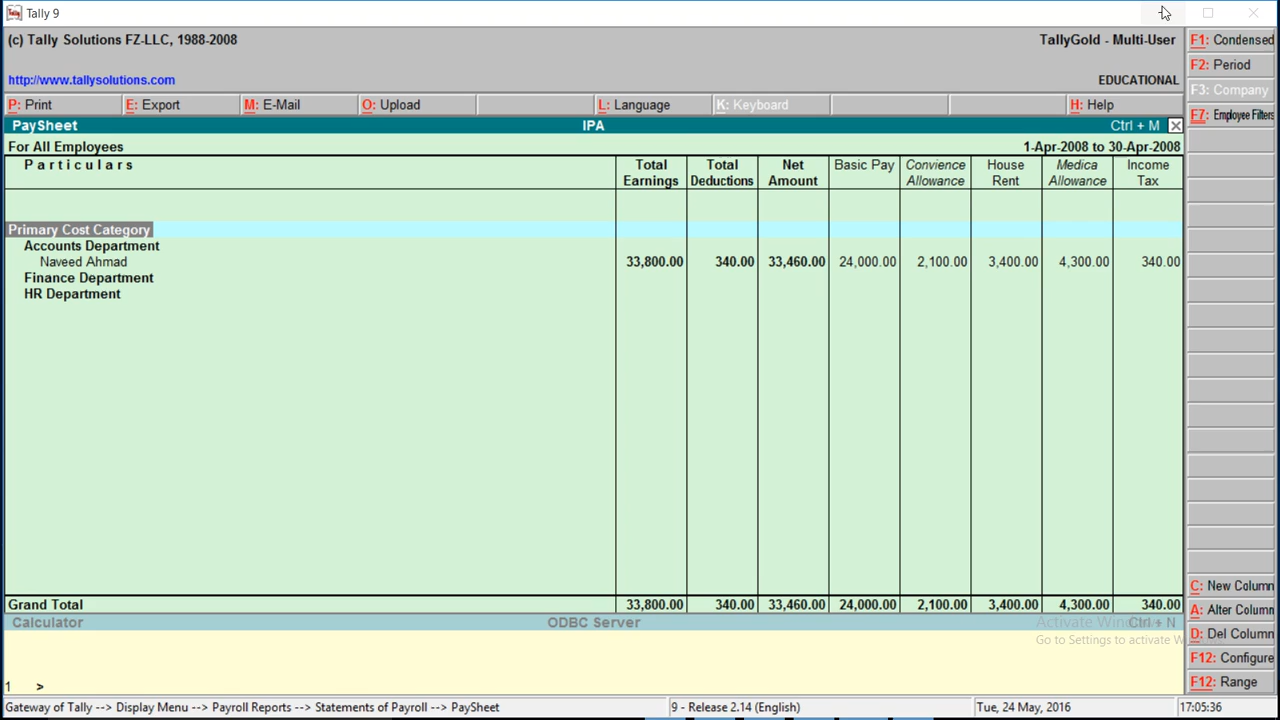 Tally 9
(c) Tally Solutions FZ-LLC, 1988-2008 TallyGold - Multi-User
http://www.tallysolutions.com EDUCATIONAL
P: Print E: Export M: E-Mail O: Upload L: Language K: Keyboard H: Help
PaySheet IPA Ctrl + M
For All Employees 1-Apr-2008 to 30-Apr-2008
Particulars Total Earnings Total Deductions Net Amount Basic Pay Convience Allowance House Rent Medica Allowance Income Tax
Primary Cost Category
Accounts Department
Naveed Ahmad 33,800.00 340.00 33,460.00 24,000.00 2,100.00 3,400.00 4,300.00 340.00
Finance Department
HR Department
Grand Total 33,800.00 340.00 33,460.00 24,000.00 2,100.00 3,400.00 4,300.00 340.00
Calculator ODBC Server Ctrl + N
Activate Windows
Go to Settings to activate W
1 >
Gateway of Tally --> Display Menu --> Payroll Reports --> Statements of Payroll --> PaySheet 9 - Release 2.14 (English) Tue, 24 May, 2016 17:05:36
F1: Condensed
F2: Period
F3: Company
F7: Employee Filters
C: New Column
A: Alter Column
D: Del Column
F12: Configure
F12: Range